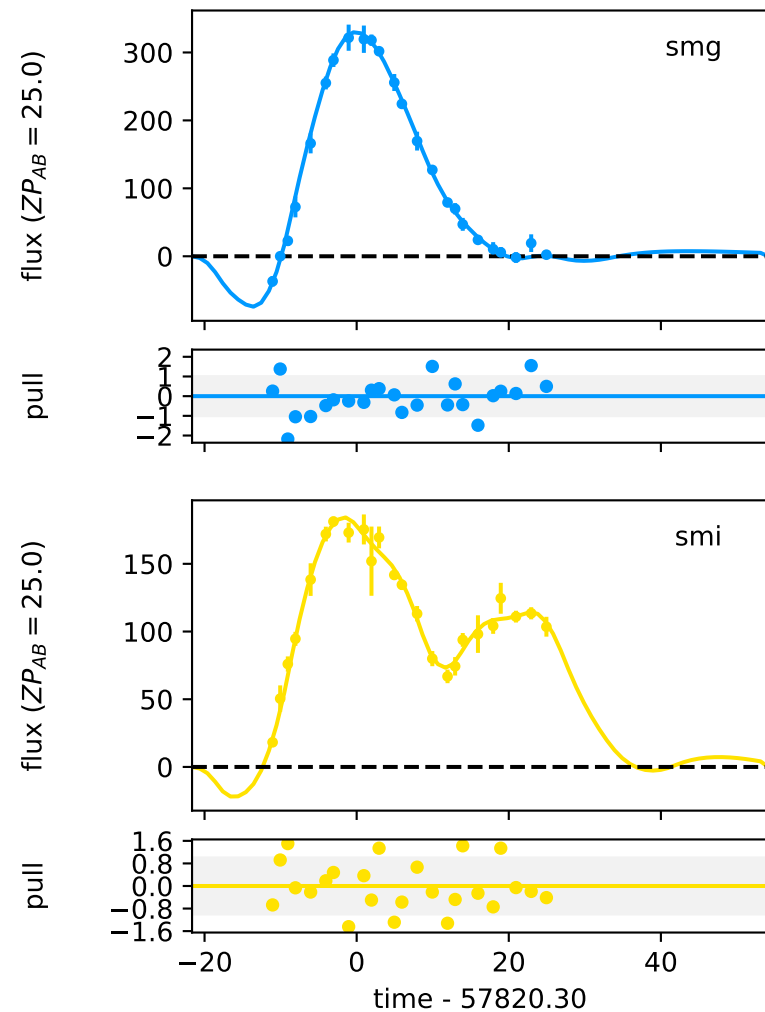 smg
flux (ZP_AB = 25.0)
300
200
100
0
pull
2
1
0
−1
−2
smi
flux (ZP_AB = 25.0)
150
100
50
0
pull
1.6
0.8
0.0
−0.8
−1.6
−20 0 20 40
time - 57820.30